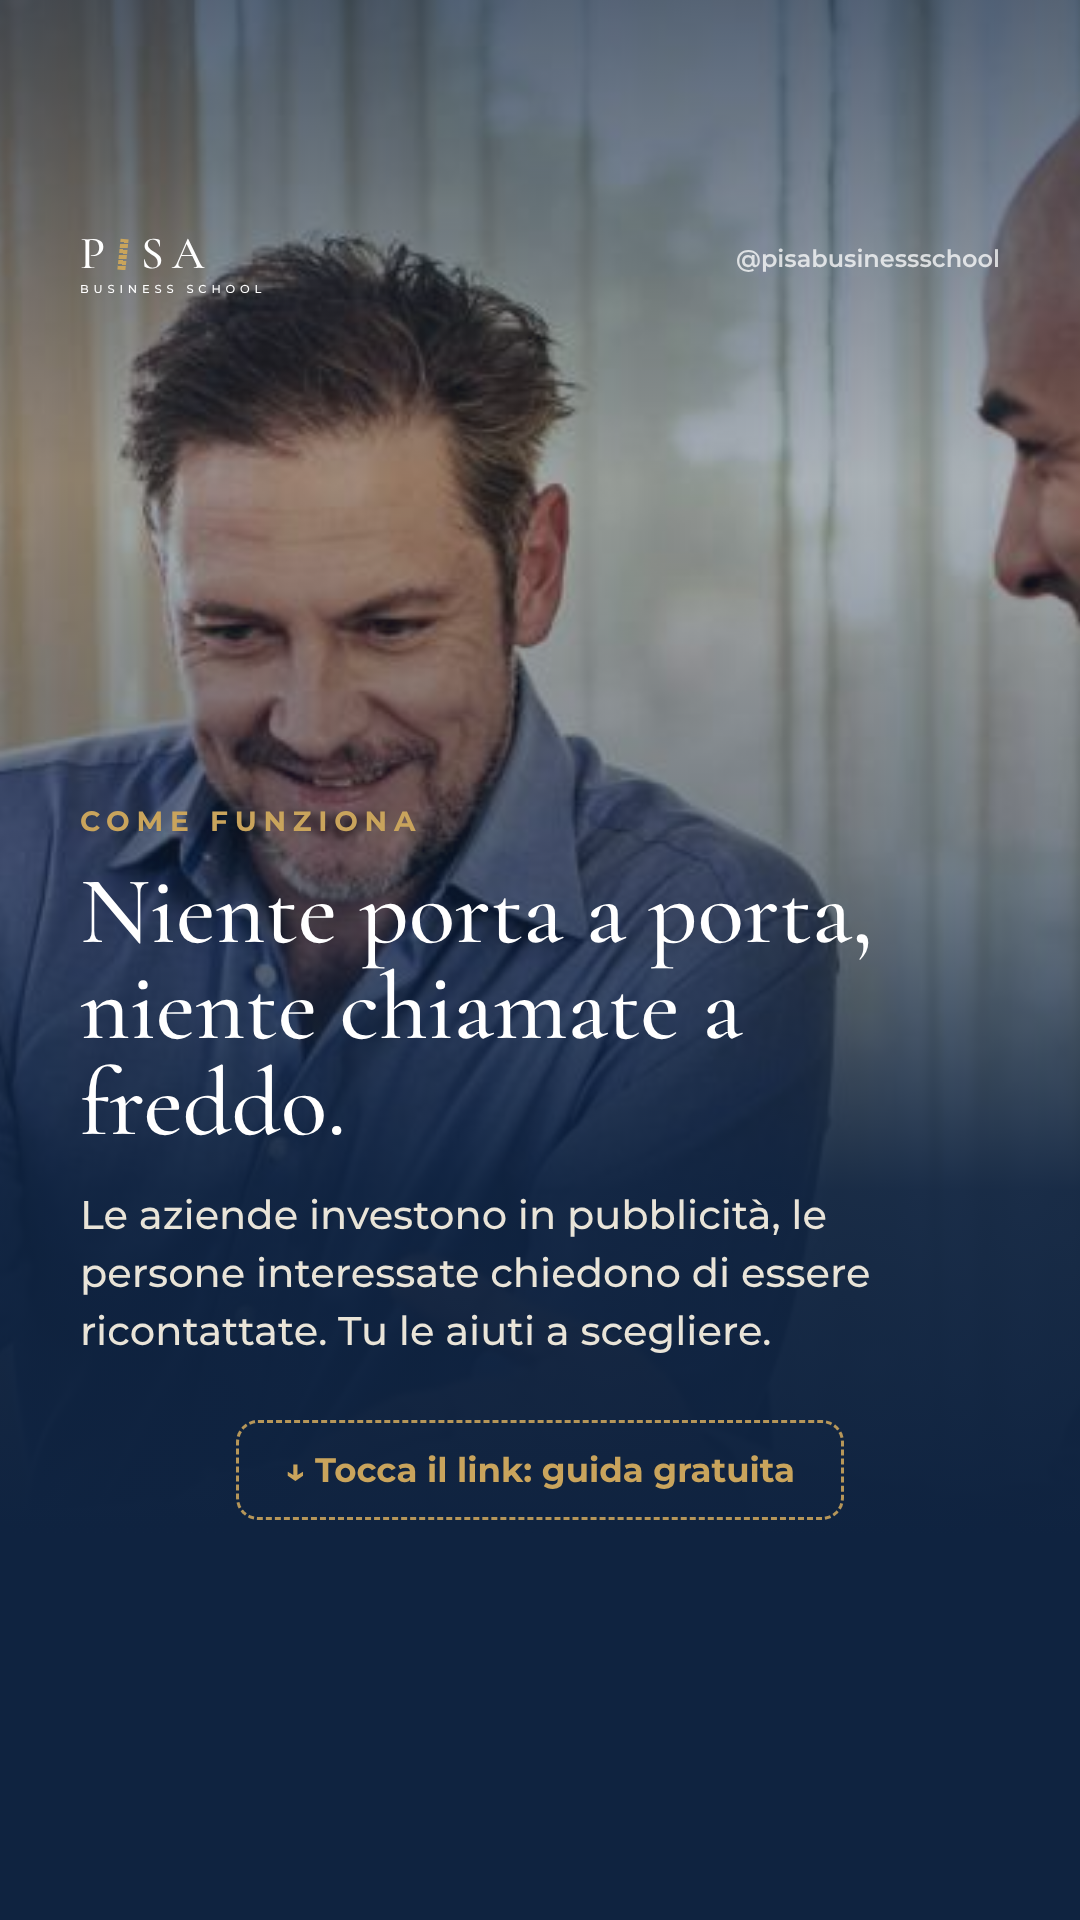 PISA
BUSINESS SCHOOL
@pisabusinessschool
COME FUNZIONA
Niente porta a porta,
niente chiamate a
freddo.
Le aziende investono in pubblicità, le
persone interessate chiedono di essere
ricontattate. Tu le aiuti a scegliere.
↓ Tocca il link: guida gratuita